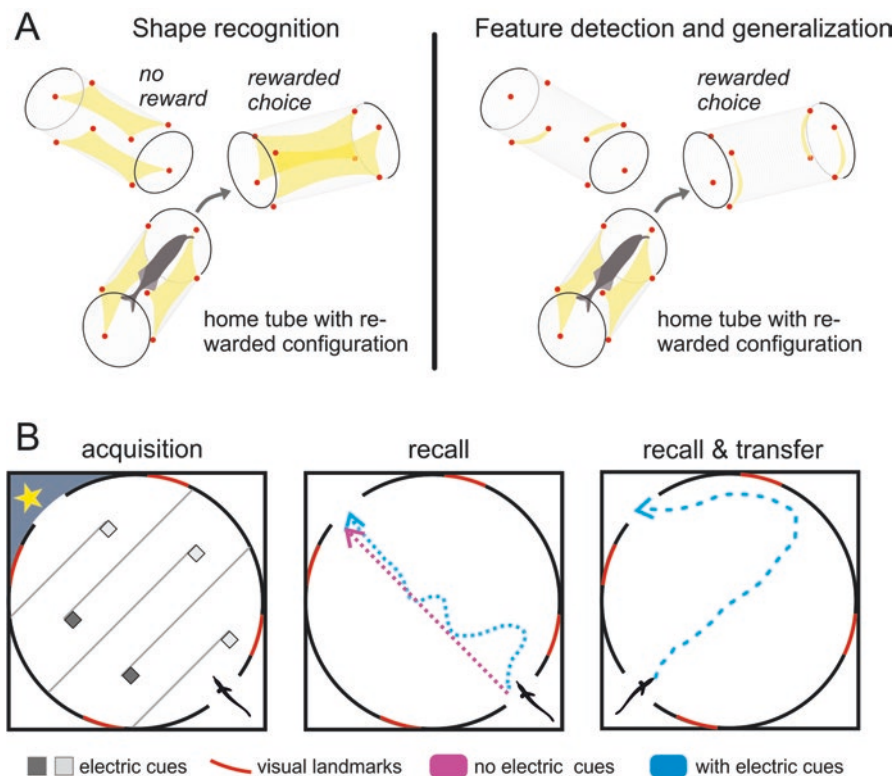 A
Shape recognition
Feature detection and generalization
no
reward
rewarded
choice
rewarded
choice
home tube with re-
warded configuration
home tube with re-
warded configuration
B
acquisition
recall
recall & transfer
electric cues
visual landmarks
no electric cues
with electric cues